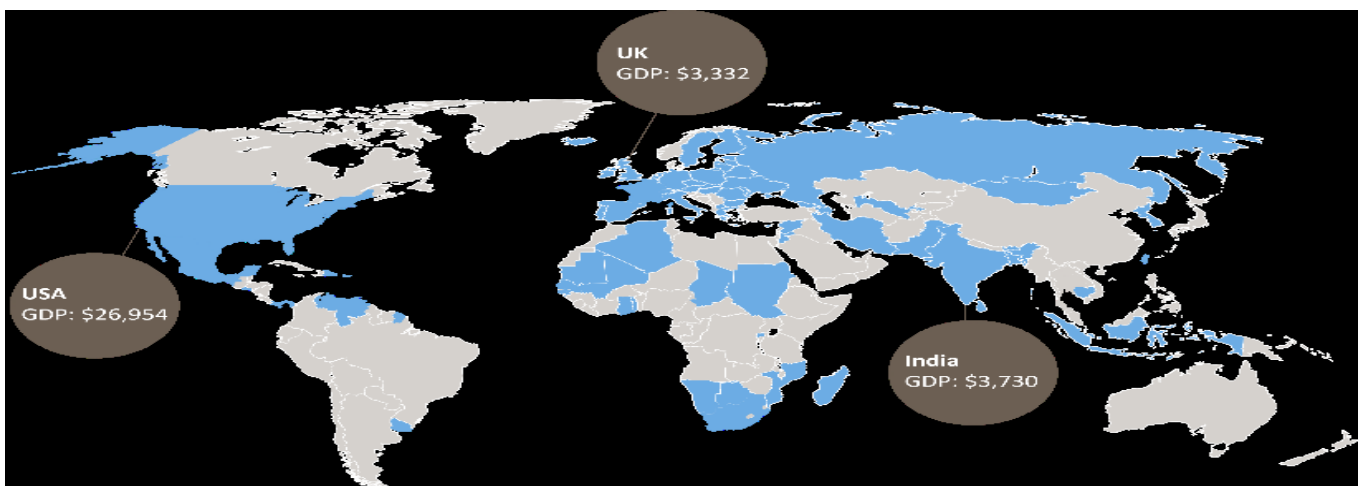 UK
GDP: $3,332
USA
GDP: $26,954
India
GDP: $3,730